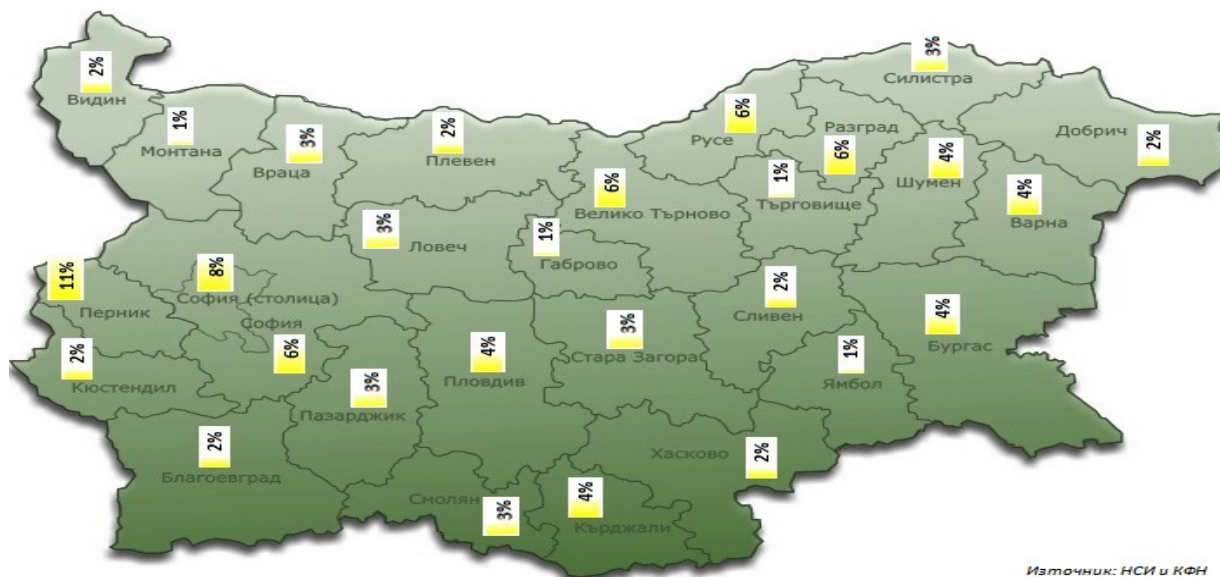 3%
Силистра
2%
Видин
6%
Русе
Разград
6%
Добрич
2%
1%
Монтана
3%
Враца
2%
Плевен
4%
Шумен
1%
Търговище
6%
Велико Търново
4%
Варна
3%
Ловеч
1%
Габрово
11%
Перник
8%
София (столица)
София
6%
2%
Сливен
4%
Бургас
2%
Кюстендил
3%
Пазарджик
4%
Пловдив
3%
Стара Загора
1%
Ямбол
2%
Благоевград
Хасково
2%
Смолян
3%
4%
Кърджали
Източник: НСИ и КФН